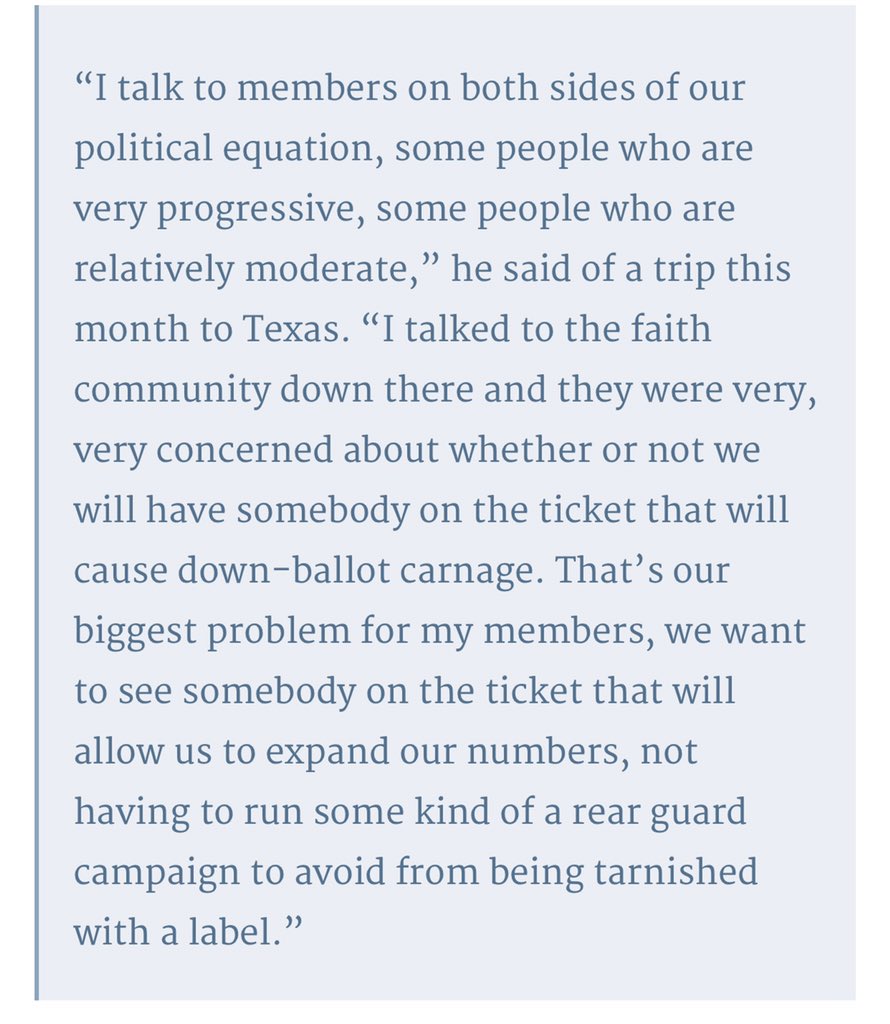 “I talk to members on both sides of our
political equation, some people who are
very progressive, some people who are
relatively moderate,” he said of a trip this
month to Texas. “I talked to the faith
community down there and they were very,
very concerned about whether or not we
will have somebody on the ticket that will
cause down-ballot carnage. That’s our
biggest problem for my members, we want
to see somebody on the ticket that will
allow us to expand our numbers, not
having to run some kind of a rear guard
campaign to avoid from being tarnished
with a label.”